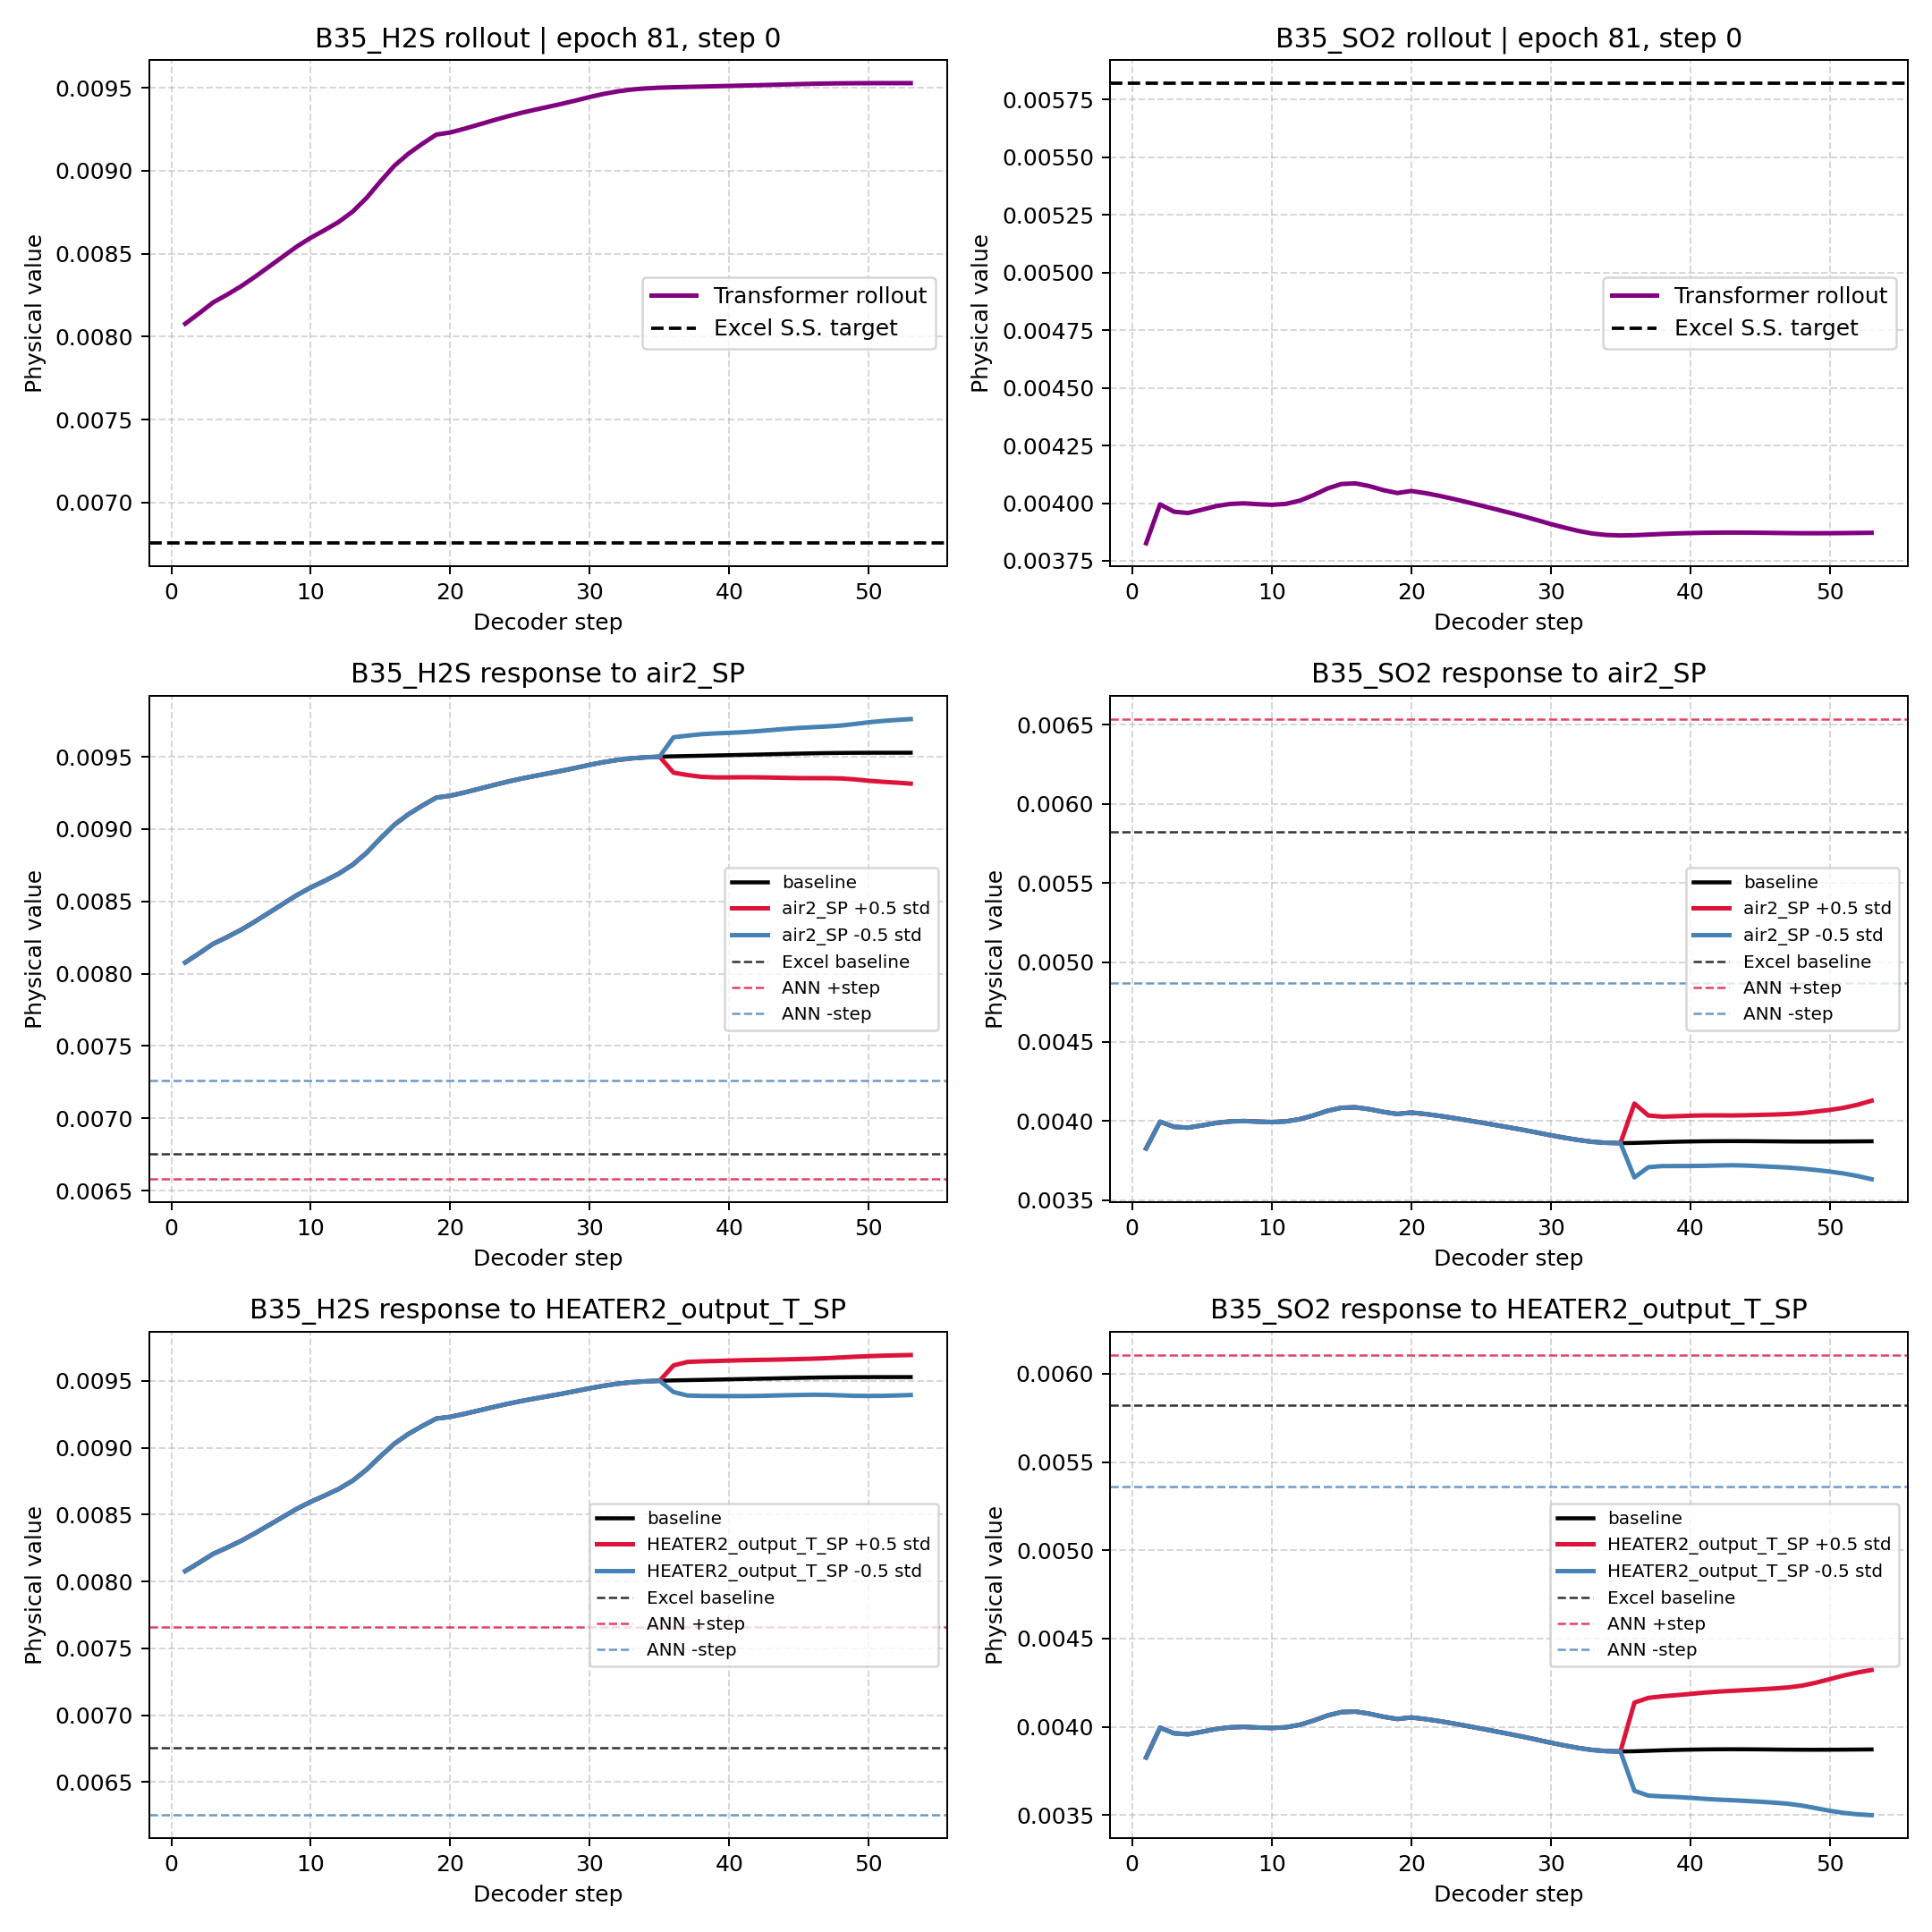 B35_H2S rollout | epoch 81, step 0
Physical value
0.0095
0.0090
0.0085
0.0080
0.0075
0.0070
Transformer rollout
Excel S.S. target
0 10 20 30 40 50
Decoder step
B35_SO2 rollout | epoch 81, step 0
Physical value
0.00575
0.00550
0.00525
0.00500
0.00475
0.00450
0.00425
0.00400
0.00375
Transformer rollout
Excel S.S. target
0 10 20 30 40 50
Decoder step
B35_H2S response to air2_SP
Physical value
0.0095
0.0090
0.0085
0.0080
0.0075
0.0070
0.0065
baseline
air2_SP +0.5 std
air2_SP -0.5 std
Excel baseline
ANN +step
ANN -step
0 10 20 30 40 50
Decoder step
B35_SO2 response to air2_SP
Physical value
0.0065
0.0060
0.0055
0.0050
0.0045
0.0040
0.0035
baseline
air2_SP +0.5 std
air2_SP -0.5 std
Excel baseline
ANN +step
ANN -step
0 10 20 30 40 50
Decoder step
B35_H2S response to HEATER2_output_T_SP
Physical value
0.0095
0.0090
0.0085
0.0080
0.0075
0.0070
0.0065
baseline
HEATER2_output_T_SP +0.5 std
HEATER2_output_T_SP -0.5 std
Excel baseline
ANN +step
ANN -step
0 10 20 30 40 50
Decoder step
B35_SO2 response to HEATER2_output_T_SP
Physical value
0.0060
0.0055
0.0050
0.0045
0.0040
0.0035
baseline
HEATER2_output_T_SP +0.5 std
HEATER2_output_T_SP -0.5 std
Excel baseline
ANN +step
ANN -step
0 10 20 30 40 50
Decoder step